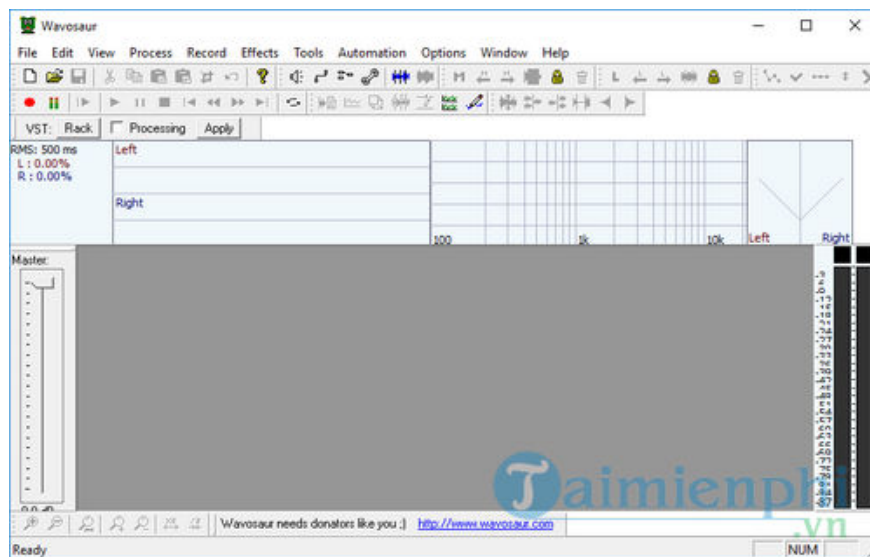 Wavosaur
File Edit View Process Record Effects Tools Automation Options Window Help
VST: Rack Processing Apply
RMS: 500 ms
L : 0.00%
R : 0.00%
Left
Right
100 1k 10k
Left Right
Master:
Taimienphi
.vn
Wavosaur needs donators like you ;) http://www.wavosaur.com
Ready NUM